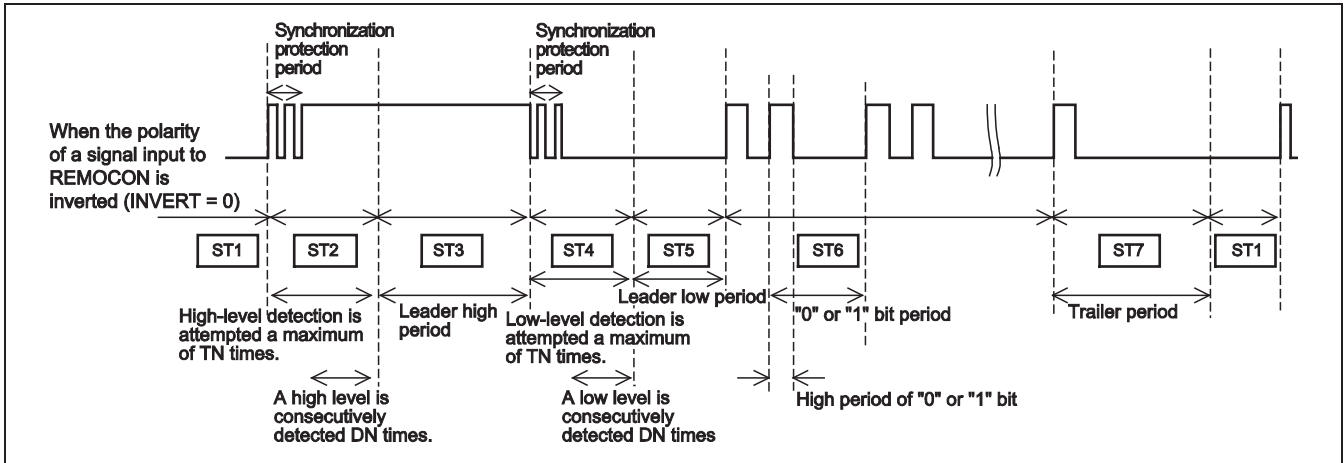 Synchronization
protection
period
Synchronization
protection
period
When the polarity
of a signal input to
REMOCON is
inverted (INVERT = 0)
ST1
ST2
ST3
ST4
ST5
ST6
ST7
ST1
High-level detection is
attempted a maximum
of TN times.
Leader high
period
Low-level detection is
attempted a maximum
of TN times.
Leader low period
"0" or "1" bit period
Trailer period
A high level is
consecutively
detected DN times.
A low level is
consecutively
detected DN times
High period of "0" or "1" bit